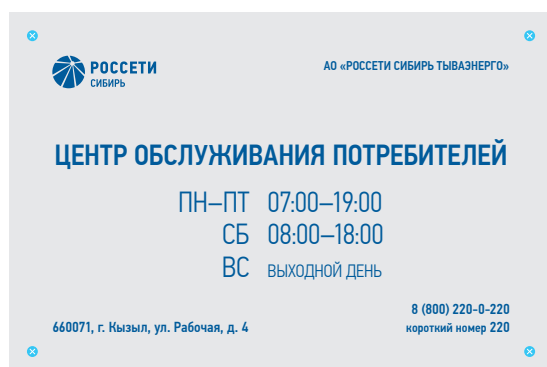 РОССЕТИ
СИБИРЬ
АО «РОССЕТИ СИБИРЬ ТЫВАЭНЕРГО»
ЦЕНТР ОБСЛУЖИВАНИЯ ПОТРЕБИТЕЛЕЙ
ПН–ПТ 07:00–19:00
СБ 08:00–18:00
ВС ВЫХОДНОЙ ДЕНЬ
660071, г. Кызыл, ул. Рабочая, д. 4
8 (800) 220-0-220
короткий номер 220